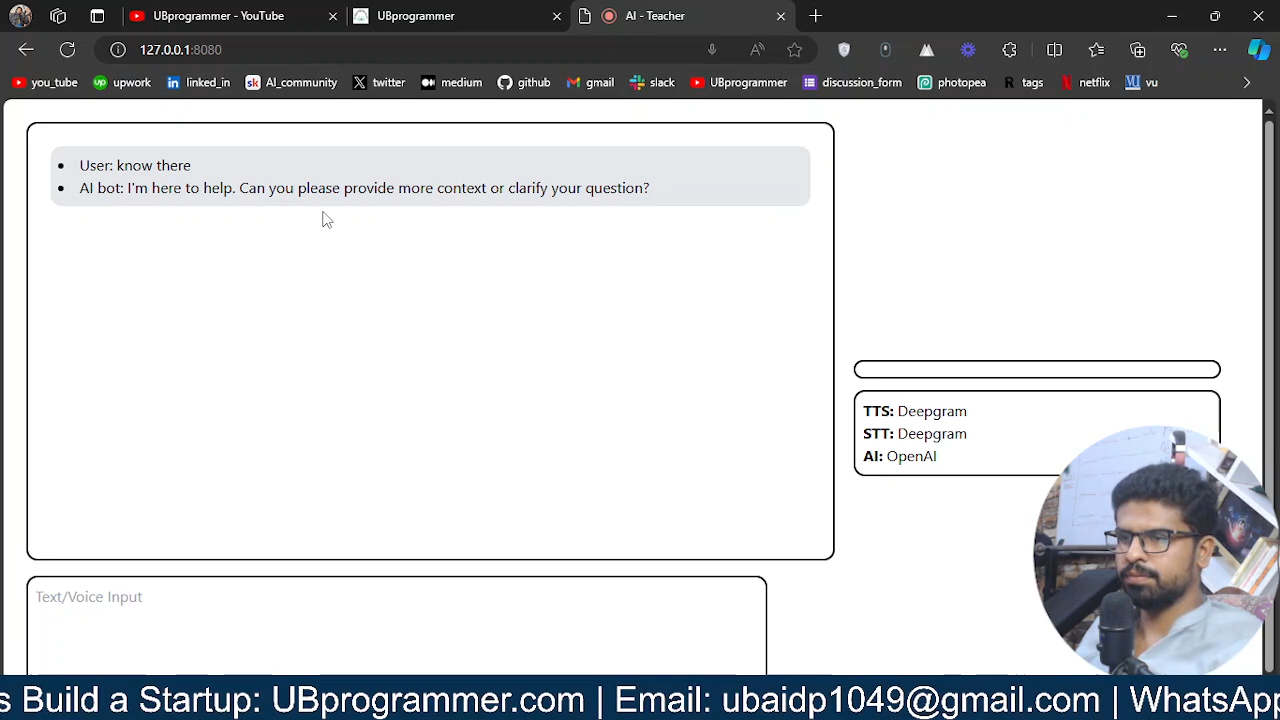 UBprogrammer - YouTube
UBprogrammer
AI - Teacher
127.0.0.1:8080
you_tube
upwork
linked_in
AI_community
twitter
medium
github
gmail
slack
UBprogrammer
discussion_form
photopea
tags
netflix
vu
User: know there
AI bot: I'm here to help. Can you please provide more context or clarify your question?
TTS: Deepgram
STT: Deepgram
AI: OpenAI
Text/Voice Input
s Build a Startup: UBprogrammer.com | Email: ubaidp1049@gmail.com | WhatsApp